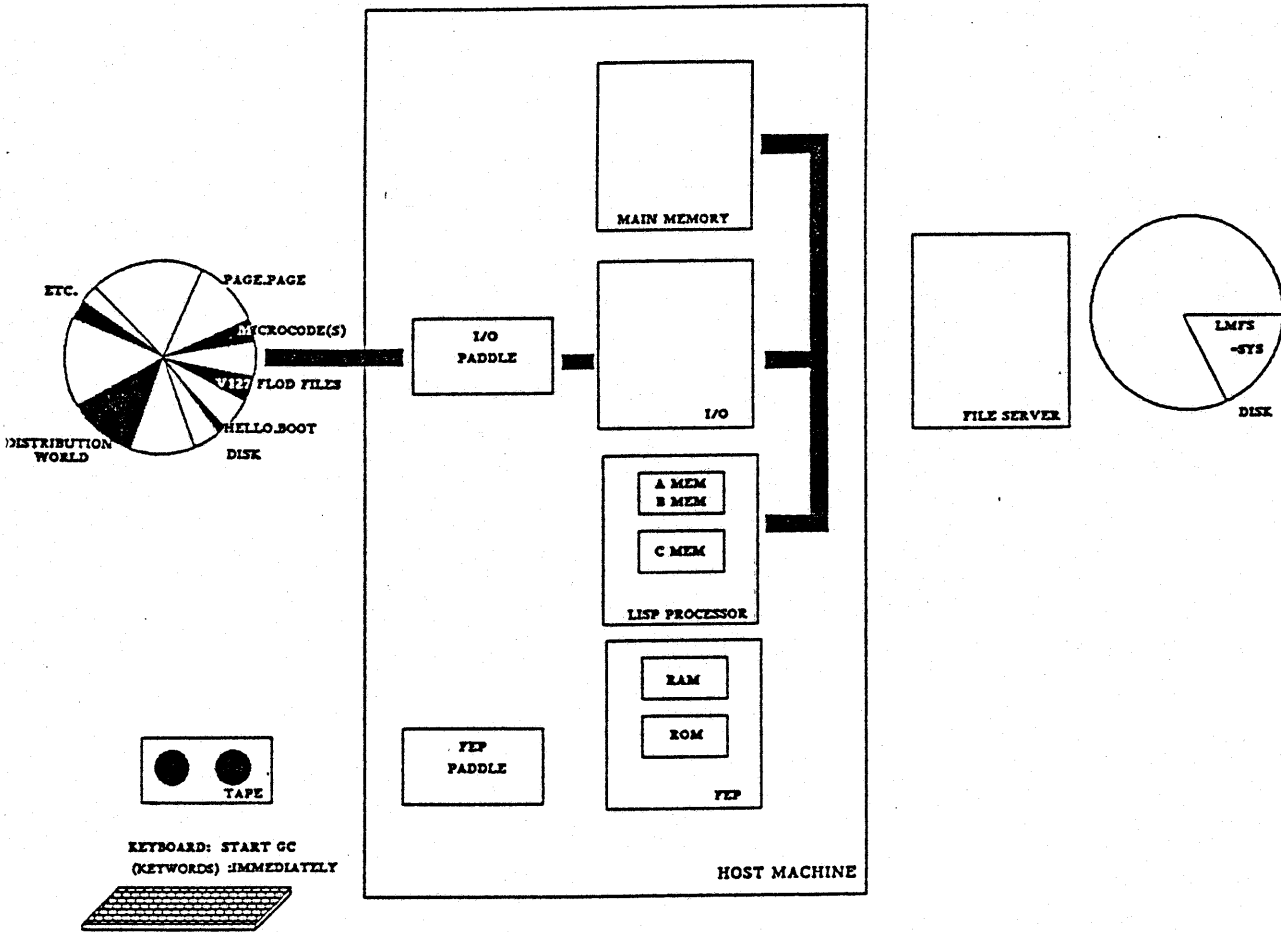 MAIN MEMORY
PAGE.PAGE
ETC.
MICROCODE(S)
V127 FLOD FILES
HELLO.BOOT
DISTRIBUTION
WORLD
DISK
I/O
PADDLE
I/O
LMFS
=SYS
FILE SERVER
DISK
A MEM
B MEM
C MEM
LISP PROCESSOR
RAM
ROM
FEP
FEP
PADDLE
TAPE
KEYBOARD: START GC
(KEYWORDS) :IMMEDIATELY
HOST MACHINE